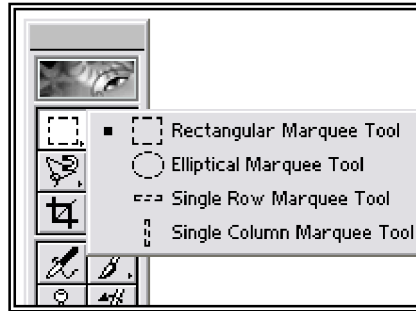 Rectangular Marquee Tool
Elliptical Marquee Tool
Single Row Marquee Tool
Single Column Marquee Tool